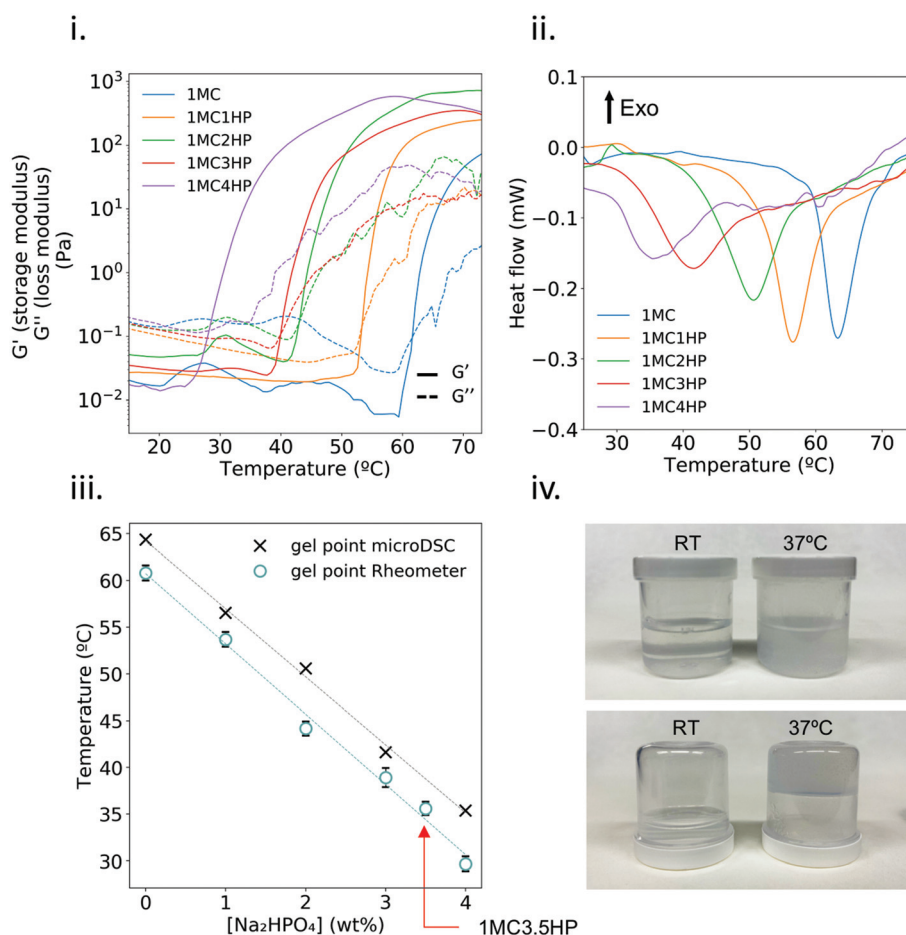 i.
G' (storage modulus)
G'' (loss modulus)
(Pa)
10³
10²
10¹
10⁰
10⁻¹
10⁻²
1MC
1MC1HP
1MC2HP
1MC3HP
1MC4HP
G'
G''
20 30 40 50 60 70
Temperature (ºC)
ii.
Heat flow (mW)
0.1
0.0
−0.1
−0.2
−0.3
−0.4
Exo
1MC
1MC1HP
1MC2HP
1MC3HP
1MC4HP
30 40 50 60 70
Temperature (ºC)
iii.
Temperature (ºC)
65
60
55
50
45
40
35
30
gel point microDSC
gel point Rheometer
0 1 2 3 4
[Na₂HPO₄] (wt%)
1MC3.5HP
iv.
RT 37ºC
RT 37ºC